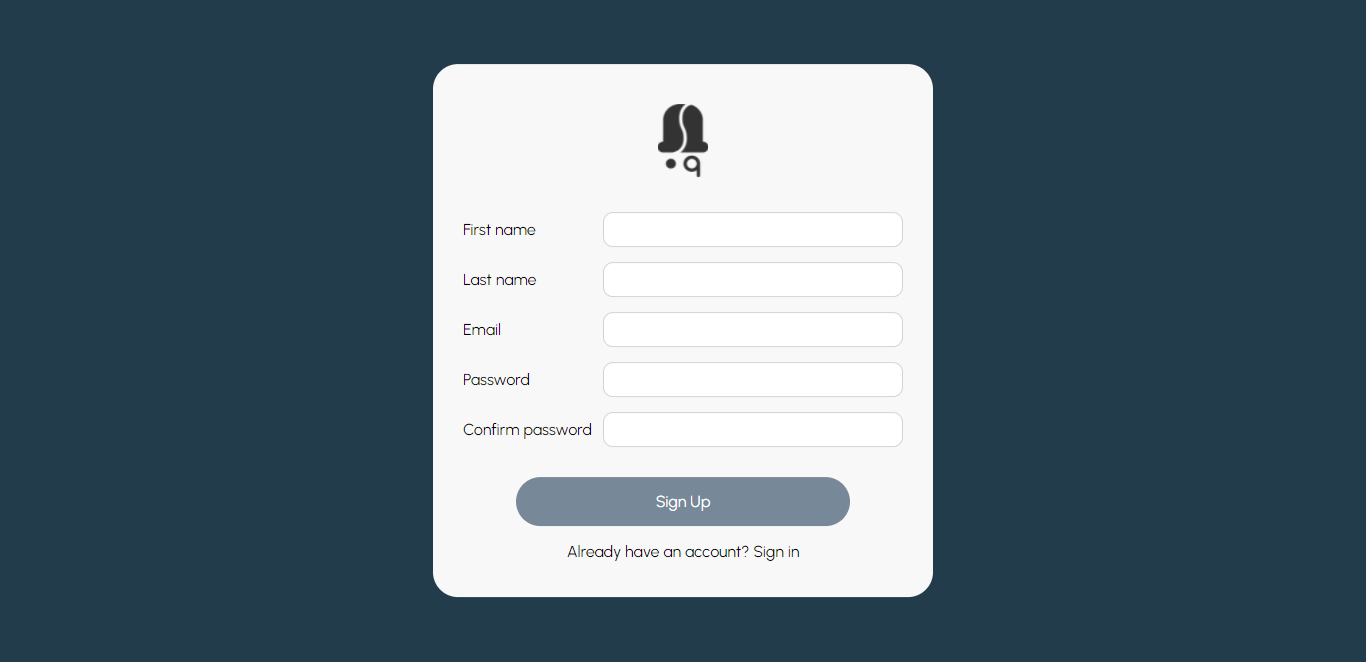 First name
Last name
Email
Password
Confirm password
Sign Up
Already have an account? Sign in